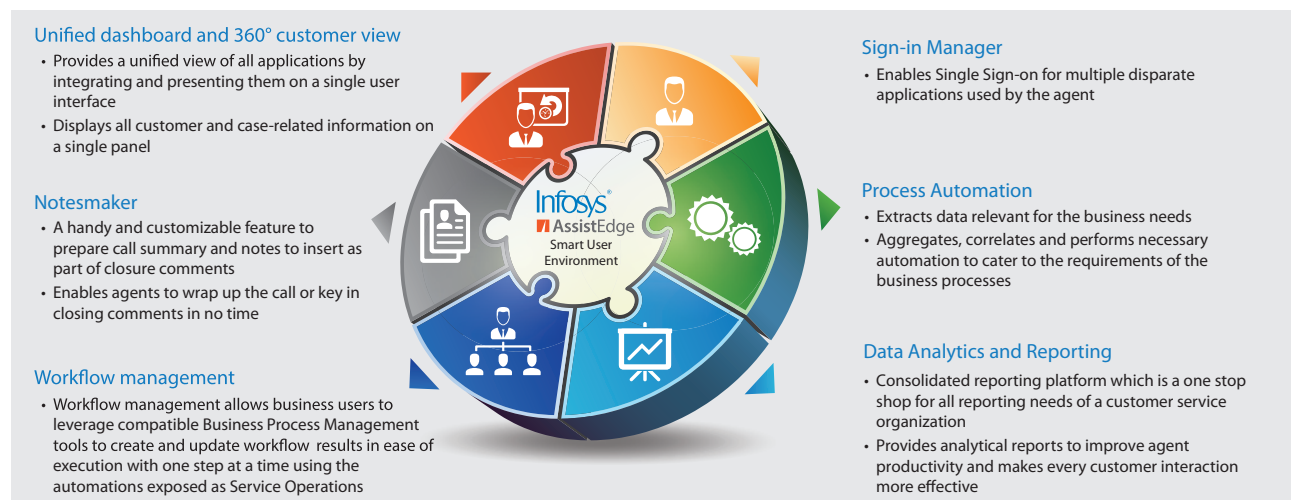 Unified dashboard and 360° customer view
• Provides a unified view of all applications by
integrating and presenting them on a single user
interface
• Displays all customer and case-related information on
a single panel
Notesmaker
• A handy and customizable feature to
prepare call summary and notes to insert as
part of closure comments
• Enables agents to wrap up the call or key in
closing comments in no time
Workflow management
• Workflow management allows business users to
leverage compatible Business Process Management
tools to create and update workflow results in ease of
execution with one step at a time using the
automations exposed as Service Operations
Infosys®
AssistEdge
Smart User
Environment
Sign-in Manager
• Enables Single Sign-on for multiple disparate
applications used by the agent
Process Automation
• Extracts data relevant for the business needs
• Aggregates, correlates and performs necessary
automation to cater to the requirements of the
business processes
Data Analytics and Reporting
• Consolidated reporting platform which is a one stop
shop for all reporting needs of a customer service
organization
• Provides analytical reports to improve agent
productivity and makes every customer interaction
more effective